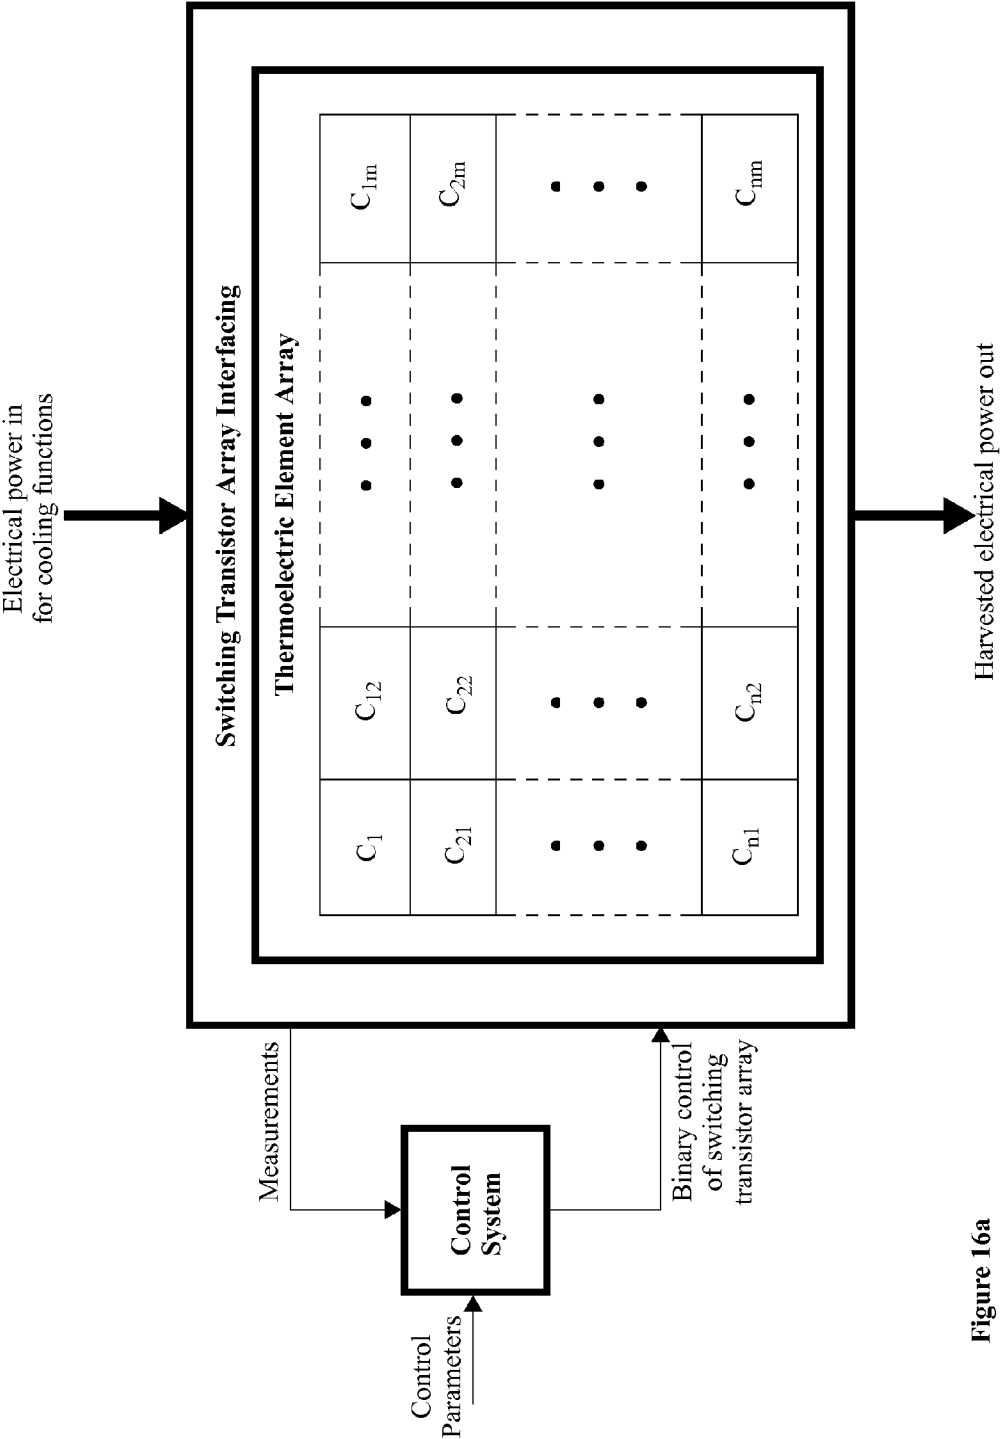 Electrical power in
for cooling functions
Switching Transistor Array Interfacing
Thermoelectric Element Array
C1 C12 C1m
C21 C22 C2m
Cn1 Cn2 Cnm
Measurements
Control
System
Control
Parameters
Binary control
of switching
transistor array
Harvested electrical power out
Figure 16a